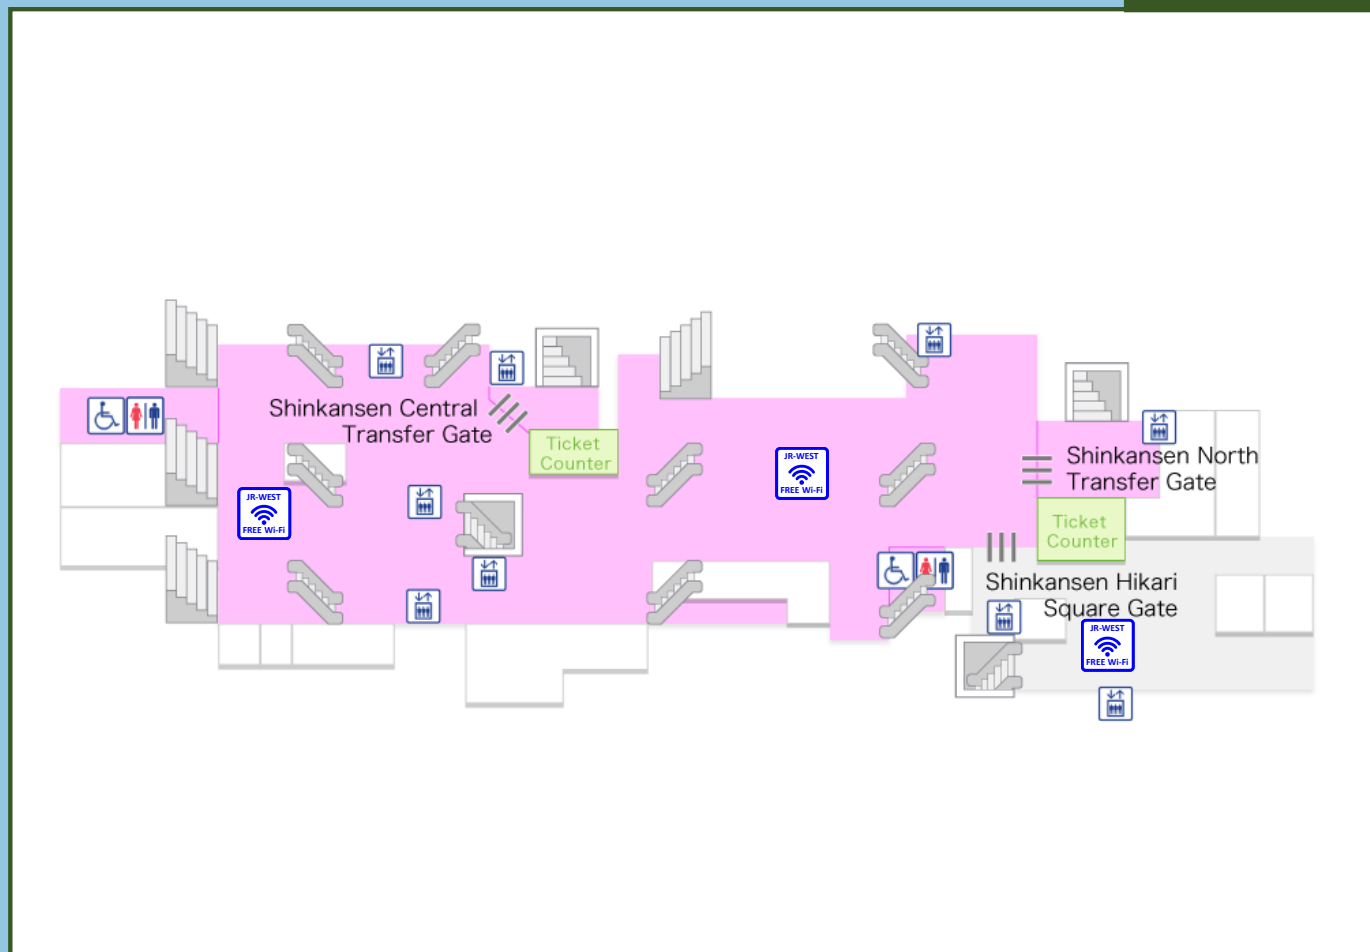 Shinkansen Central
Transfer Gate
Ticket
Counter
JR-WEST
FREE Wi-Fi
JR-WEST
FREE Wi-Fi
Shinkansen North
Transfer Gate
Ticket
Counter
Shinkansen Hikari
Square Gate
JR-WEST
FREE Wi-Fi